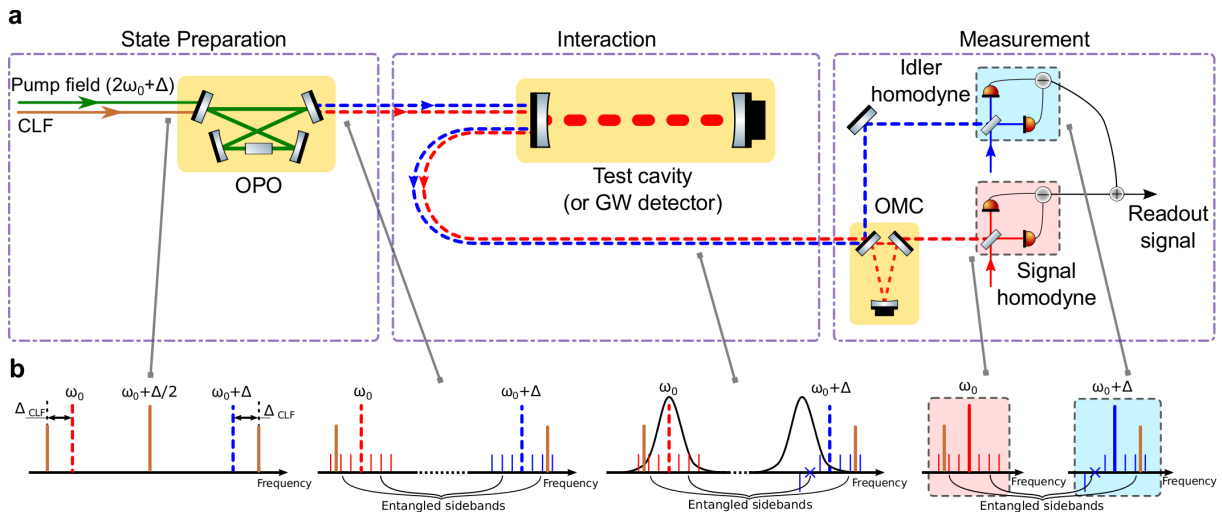 a
State Preparation
Interaction
Measurement
Pump field (2ω₀+Δ)
CLF
OPO
Test cavity
(or GW detector)
OMC
Idler
homodyne
Signal
homodyne
Readout
signal
b
Δ CLF
ω₀
ω₀+Δ/2
ω₀+Δ
Δ CLF
Frequency
ω₀
ω₀+Δ
Frequency
Entangled sidebands
ω₀
ω₀+Δ
Frequency
Entangled sidebands
ω₀
ω₀+Δ
Frequency
Frequency
Entangled sidebands